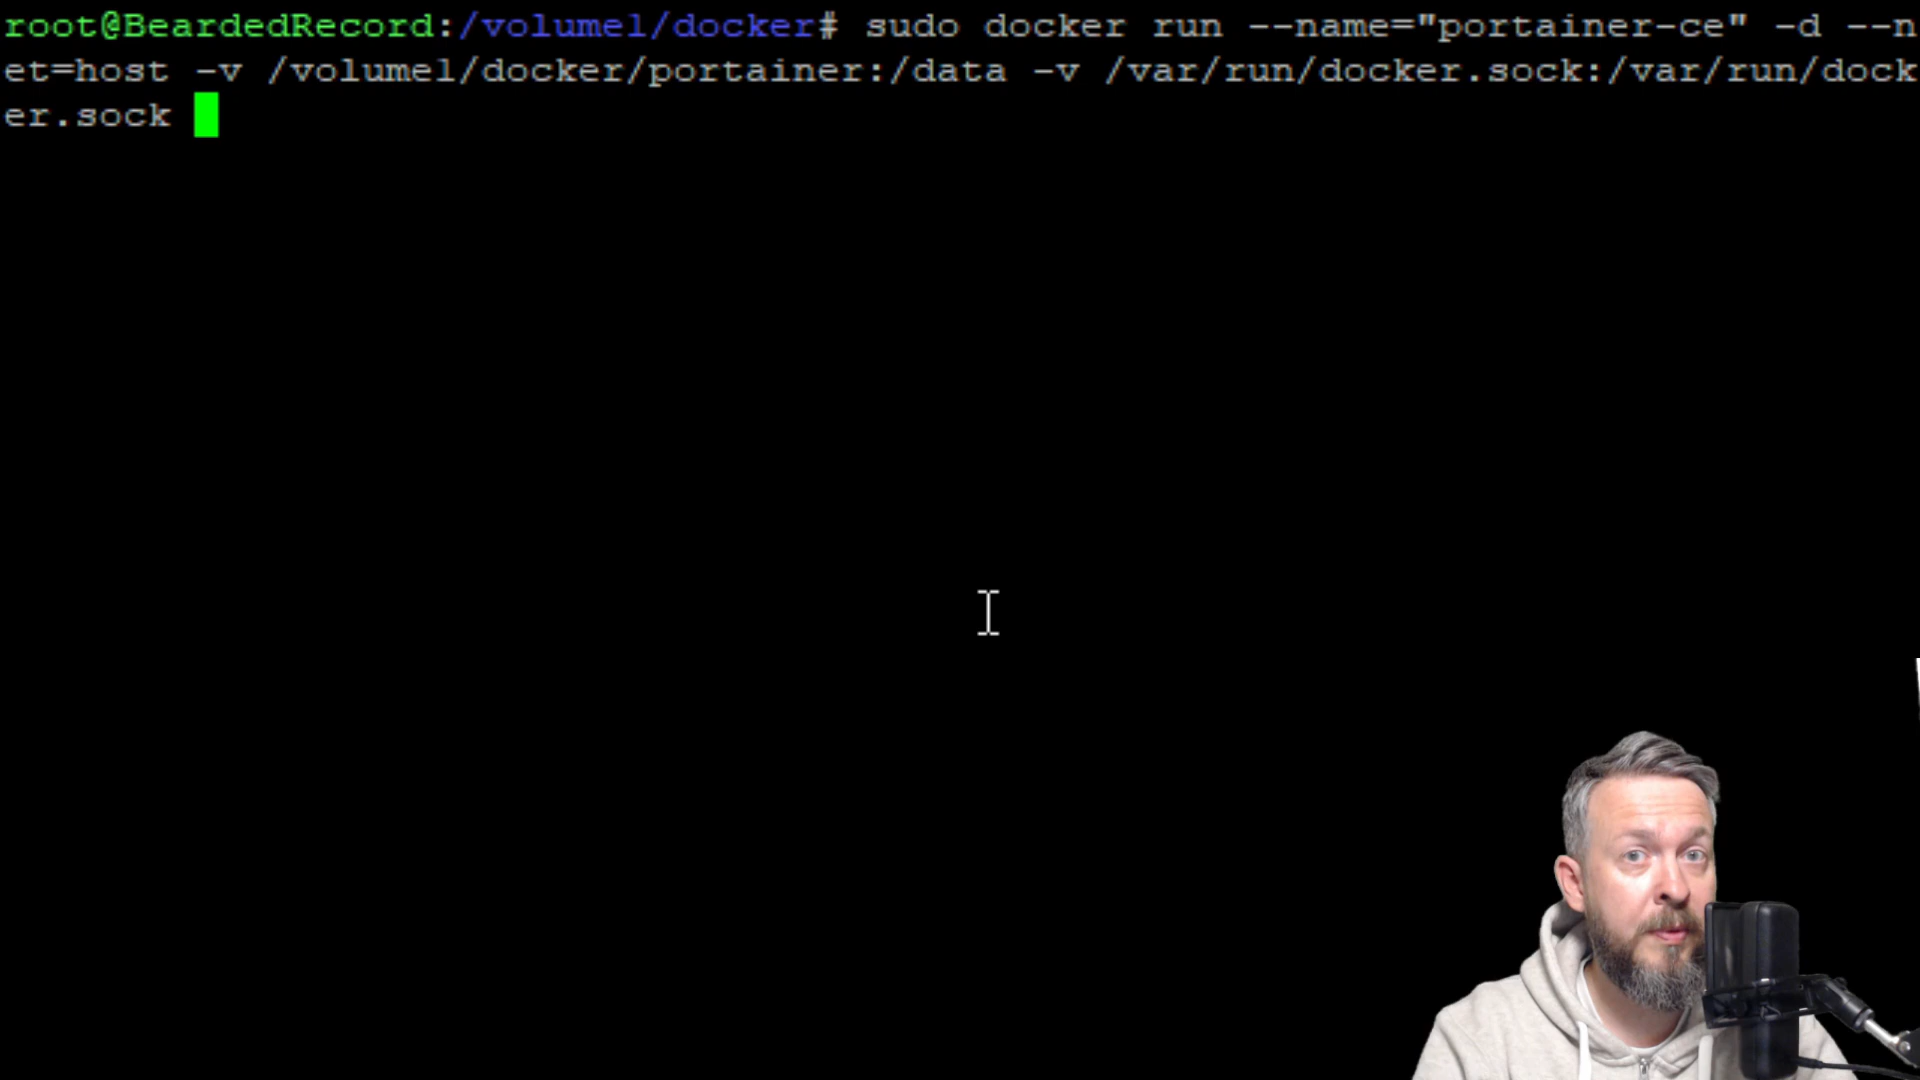 root@BeardedRecord:/volume1/docker# sudo docker run --name="portainer-ce" -d --n
et=host -v /volume1/docker/portainer:/data -v /var/run/docker.sock:/var/run/dock
er.sock